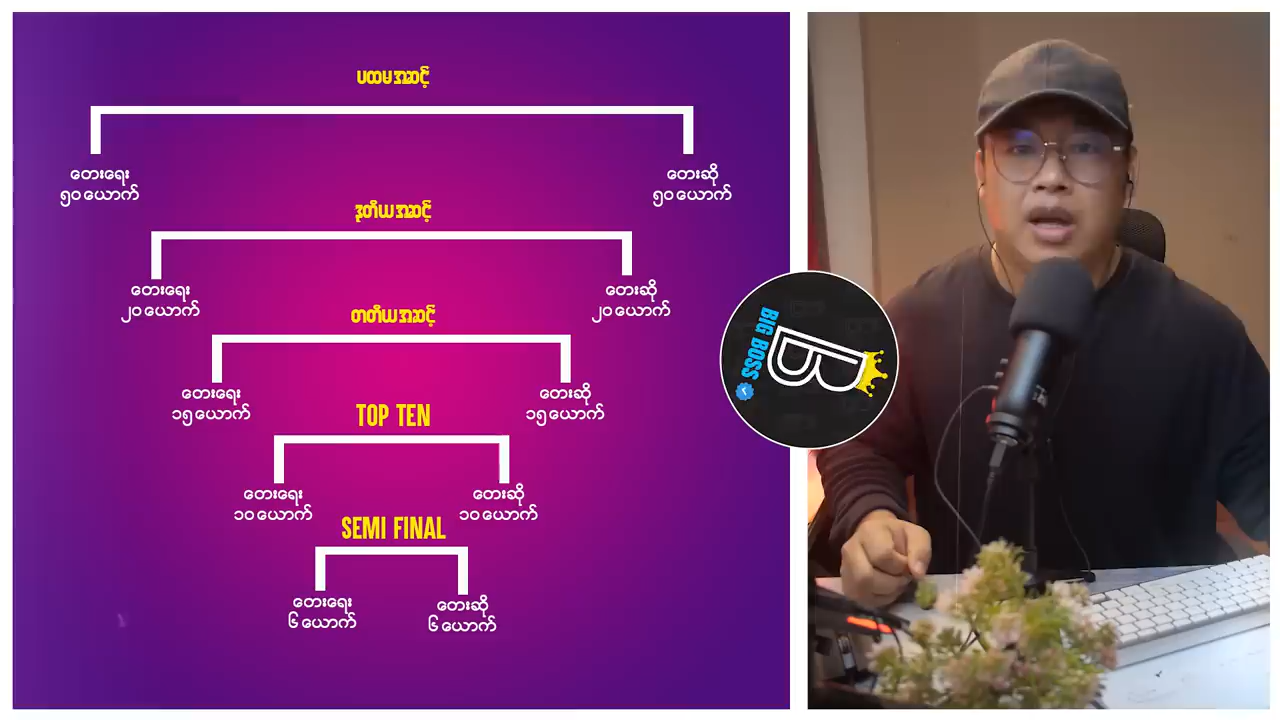 ပထမအဆင့်
တေးရေး
၅၀ယောက်
တေးဆို
၅၀ယောက်
ဒုတိယအဆင့်
တေးရေး
၂၀ယောက်
တေးဆို
၂၀ယောက်
တတိယအဆင့်
တေးရေး
၁၅ယောက်
တေးဆို
၁၅ယောက်
TOP TEN
တေးရေး
၁၀ယောက်
တေးဆို
၁၀ယောက်
SEMI FINAL
တေးရေး
၆ယောက်
တေးဆို
၆ယောက်
BIG BOSS
B